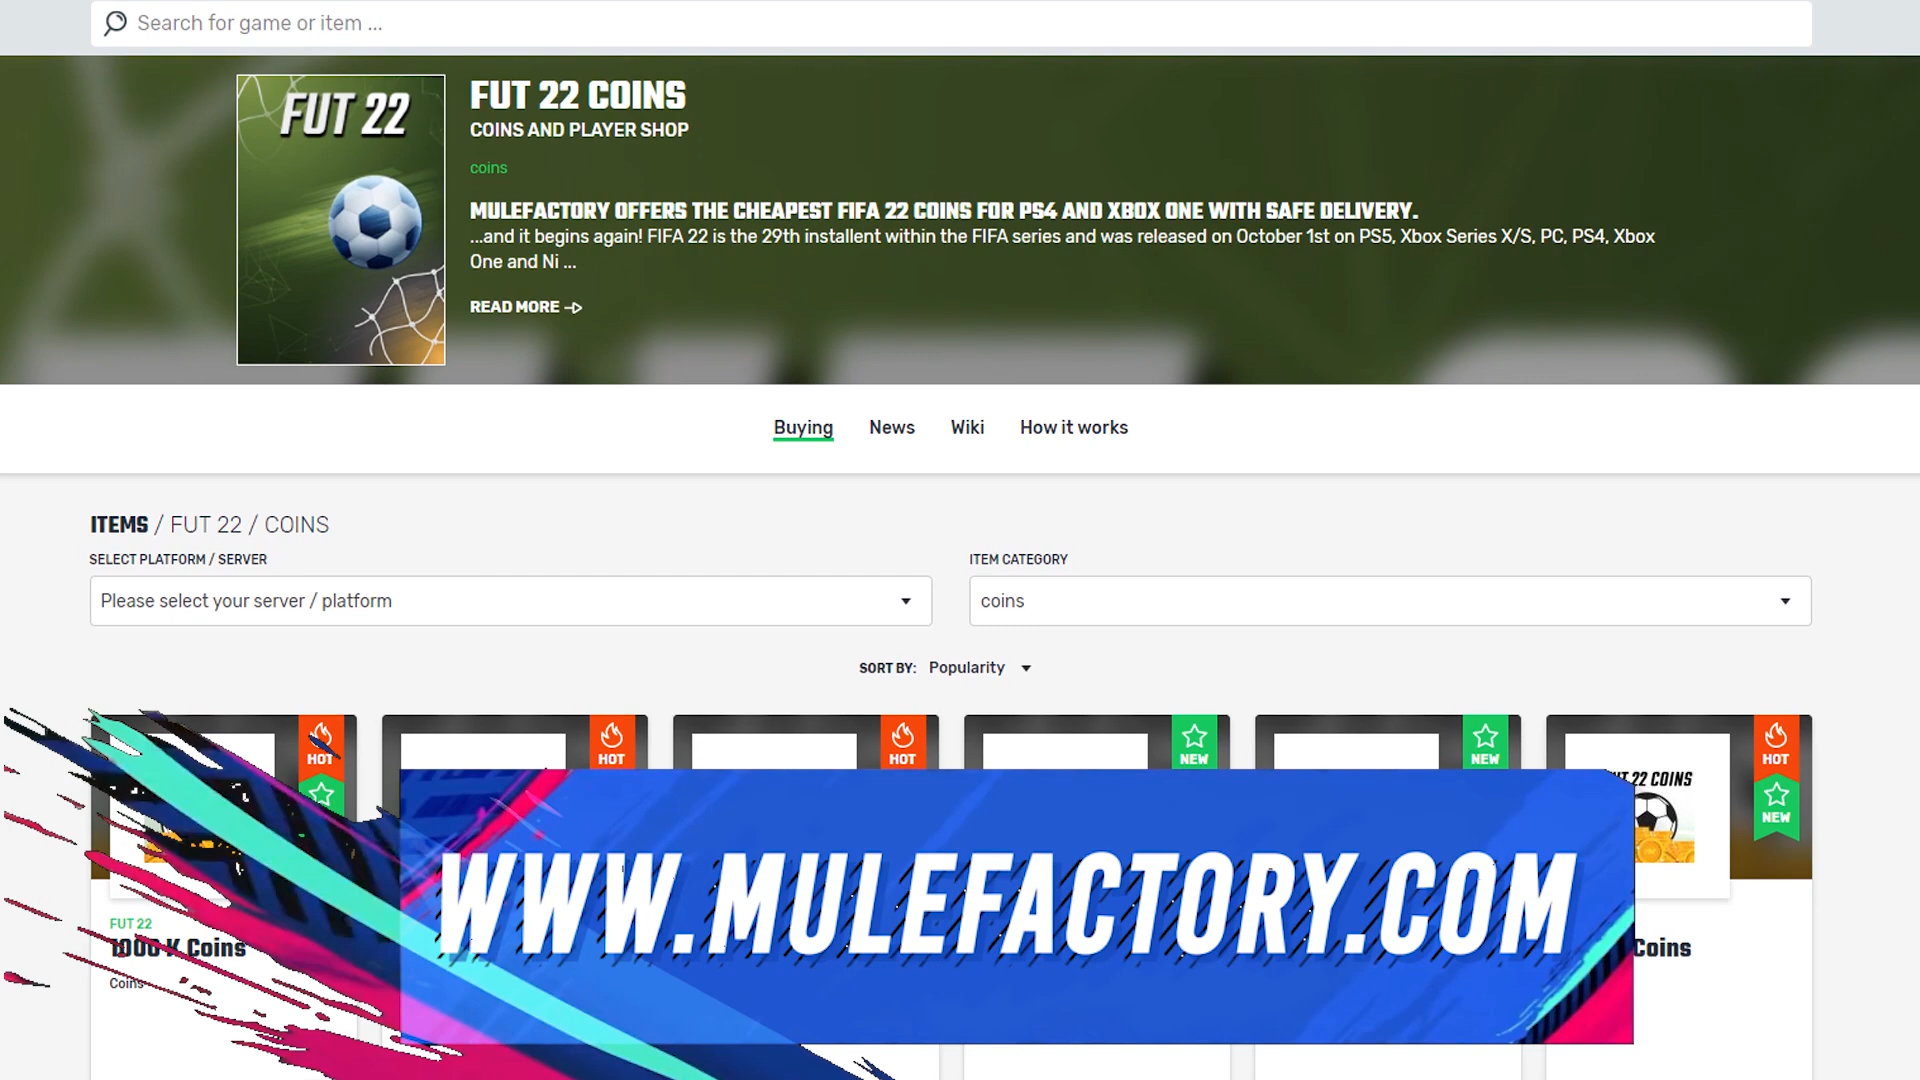 Search for game or item ...
FUT 22
FUT 22 COINS
COINS AND PLAYER SHOP
coins
MULEFACTORY OFFERS THE CHEAPEST FIFA 22 COINS FOR PS4 AND XBOX ONE WITH SAFE DELIVERY.
...and it begins again! FIFA 22 is the 29th installent within the FIFA series and was released on October 1st on PS5, Xbox Series X/S, PC, PS4, Xbox
One and Ni ...
READ MORE
Buying News Wiki How it works
ITEMS / FUT 22 / COINS
SELECT PLATFORM / SERVER
ITEM CATEGORY
Please select your server / platform
coins
SORT BY: Popularity
HOT
HOT
HOT
NEW
NEW
HOT
22 COINS
NEW
WWW.MULEFACTORY.COM
FUT 22
1000 K Coins
Coins
Coins